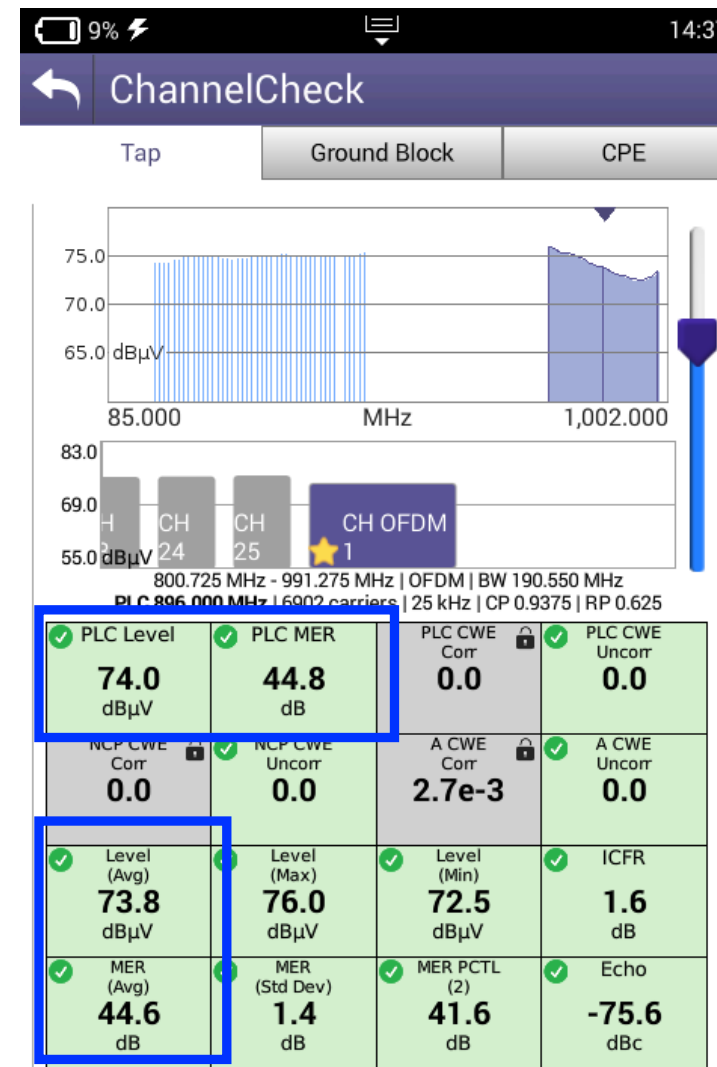 9%
14:3
ChannelCheck
Tap
Ground Block
CPE
75.0
70.0
65.0 dBµV
85.000
MHz
1,002.000
83.0
69.0
55.0 dBµV
H
CH
24
CH
25
CH OFDM
1
800.725 MHz - 991.275 MHz | OFDM | BW 190.550 MHz
PLC 896.000 MHz | 6902 carriers | 25 kHz | CP 0.9375 | RP 0.625
PLC Level
74.0
dBµV
PLC MER
44.8
dB
PLC CWE
Corr
0.0
PLC CWE
Uncorr
0.0
NCP CWE
Corr
0.0
NCP CWE
Uncorr
0.0
A CWE
Corr
2.7e-3
A CWE
Uncorr
0.0
Level
(Avg)
73.8
dBµV
Level
(Max)
76.0
dBµV
Level
(Min)
72.5
dBµV
ICFR
1.6
dB
MER
(Avg)
44.6
dB
MER
(Std Dev)
1.4
dB
MER PCTL
(2)
41.6
dB
Echo
-75.6
dBc